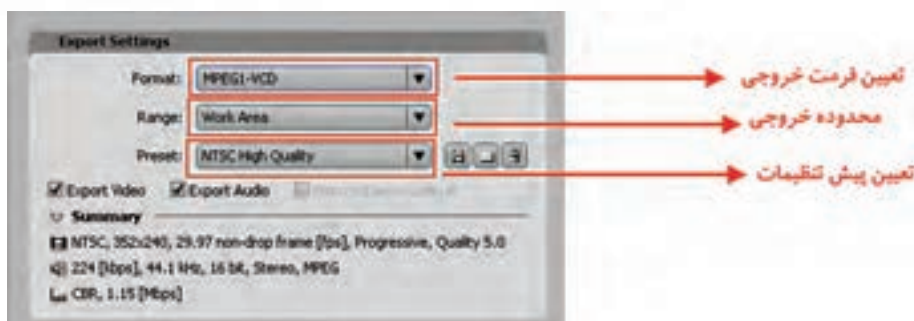 Export Settings
Format: MPEG1-VCD
تعیین فرمت خروجی
Range: Work Area
محدوده خروجی
Preset: NTSC High Quality
تعیین پیش تنظیمات
Export Video Export Audio
Summary
NTSC, 352x240, 29.97 non-drop frame [fps], Progressive, Quality 5.0
224 [kbps], 44.1 kHz, 16 bit, Stereo, MPEG
CBR, 1.15 [Mbps]